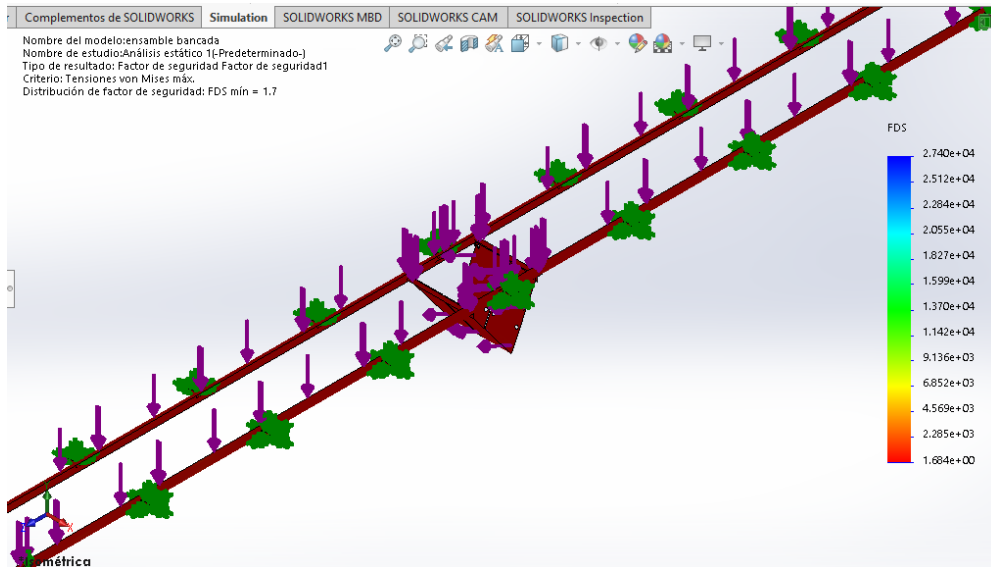 Complementos de SOLIDWORKS
Simulation
SOLIDWORKS MBD
SOLIDWORKS CAM
SOLIDWORKS Inspection
Nombre del modelo:ensamble bancada
Nombre de estudio:Análisis estático 1(-Predeterminado-)
Tipo de resultado: Factor de seguridad Factor de seguridad1
Criterio: Tensiones von Mises máx.
Distribución de factor de seguridad: FDS mín = 1.7
FDS
2.740e+04
2.512e+04
2.284e+04
2.055e+04
1.827e+04
1.599e+04
1.370e+04
1.142e+04
9.136e+03
6.852e+03
4.569e+03
2.285e+03
1.684e+00